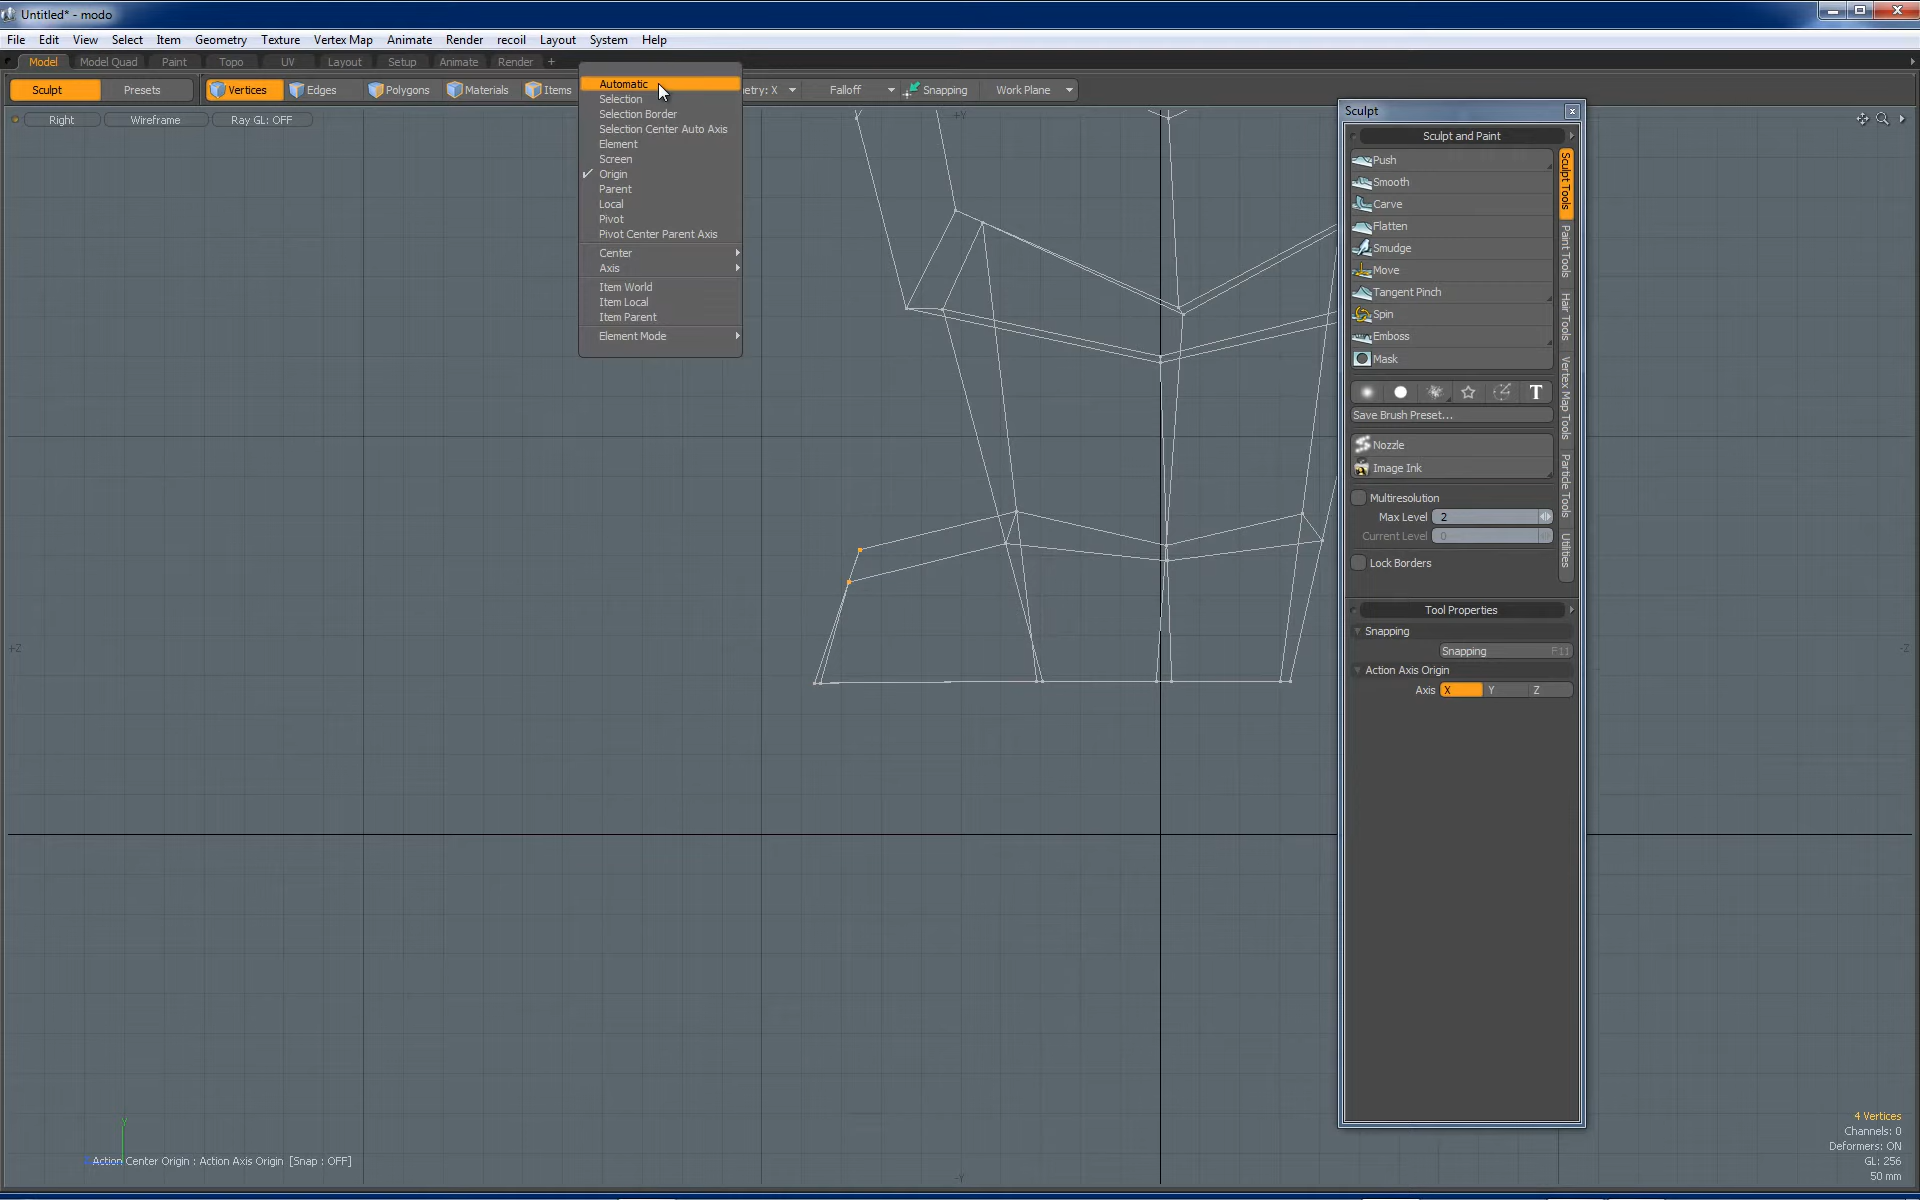 Untitled* - modo
File Edit View Select Item Geometry Texture Vertex Map Animate Render recoil Layout System Help
Model Model Quad Paint Topo UV Layout Setup Animate Render +
Sculpt Presets Vertices Edges Polygons Materials Items etry: X Falloff Snapping Work Plane
Right Wireframe Ray GL: OFF
Automatic
Selection
Selection Border
Selection Center Auto Axis
Element
Screen
Origin
Parent
Local
Pivot
Pivot Center Parent Axis
Center
Axis
Item World
Item Local
Item Parent
Element Mode
+Y
+Z
-Z
-Y
Y
Sculpt
Sculpt and Paint
Push
Smooth
Carve
Flatten
Smudge
Move
Tangent Pinch
Spin
Emboss
Mask
T
Save Brush Preset...
Nozzle
Image Ink
Multiresolution
Max Level 2
Current Level 0
Lock Borders
Sculpt Tools
Paint Tools
Hair Tools
Vertex Map Tools
Particle Tools
Utilities
Tool Properties
Snapping
Snapping F11
Action Axis Origin
Axis X Y Z
4 Vertices
Channels: 0
Deformers: ON
GL: 256
50 mm
Action Center Origin : Action Axis Origin [Snap : OFF]